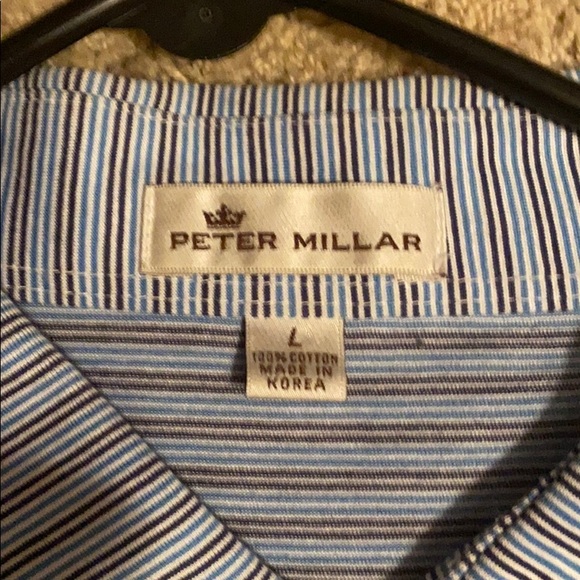 PETER MILLAR
L
100% COTTON
MADE IN
KOREA